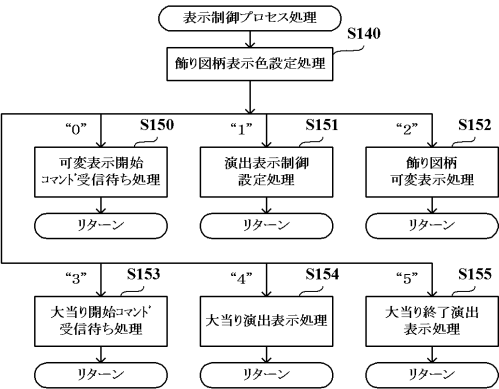 表示制御プロセス処理
S140
飾り図柄表示色設定処理
“0”
S150
可変表示開始
コマンド受信待ち処理
リターン
“1”
S151
演出表示制御
設定処理
リターン
“2”
S152
飾り図柄
可変表示処理
リターン
“3”
S153
大当り開始コマンド
受信待ち処理
リターン
“4”
S154
大当り演出表示処理
リターン
“5”
S155
大当り終了演出
表示処理
リターン